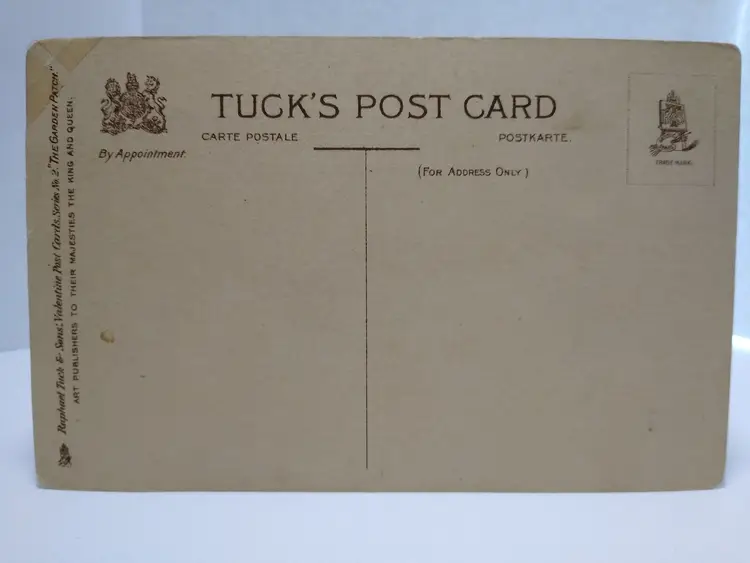 TUCK'S POST CARD
CARTE POSTALE
POSTKARTE.
By Appointment.
(FOR ADDRESS ONLY)
Raphael Tuck & Sons' Valentine Post Cards, Series No. 2. "THE GARDEN PATCH."
ART PUBLISHERS TO THEIR MAJESTIES THE KING AND QUEEN.